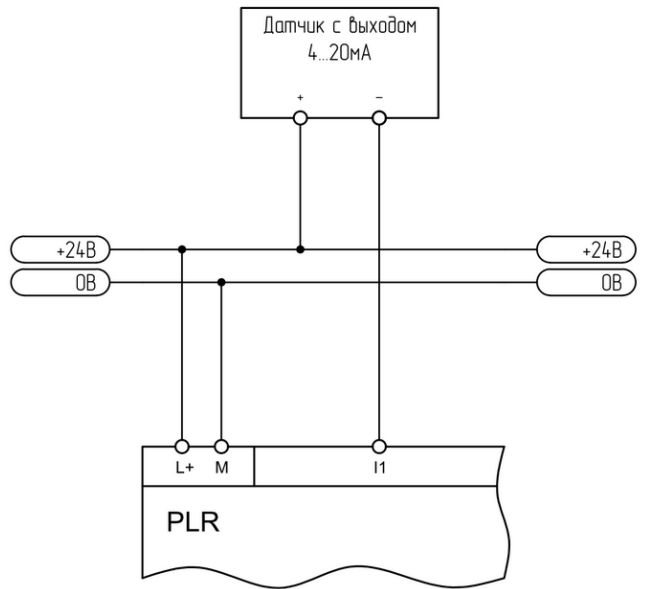 Датчик с выходом
4...20мА
+ –
+24В +24В
0В 0В
L+ M I1
PLR